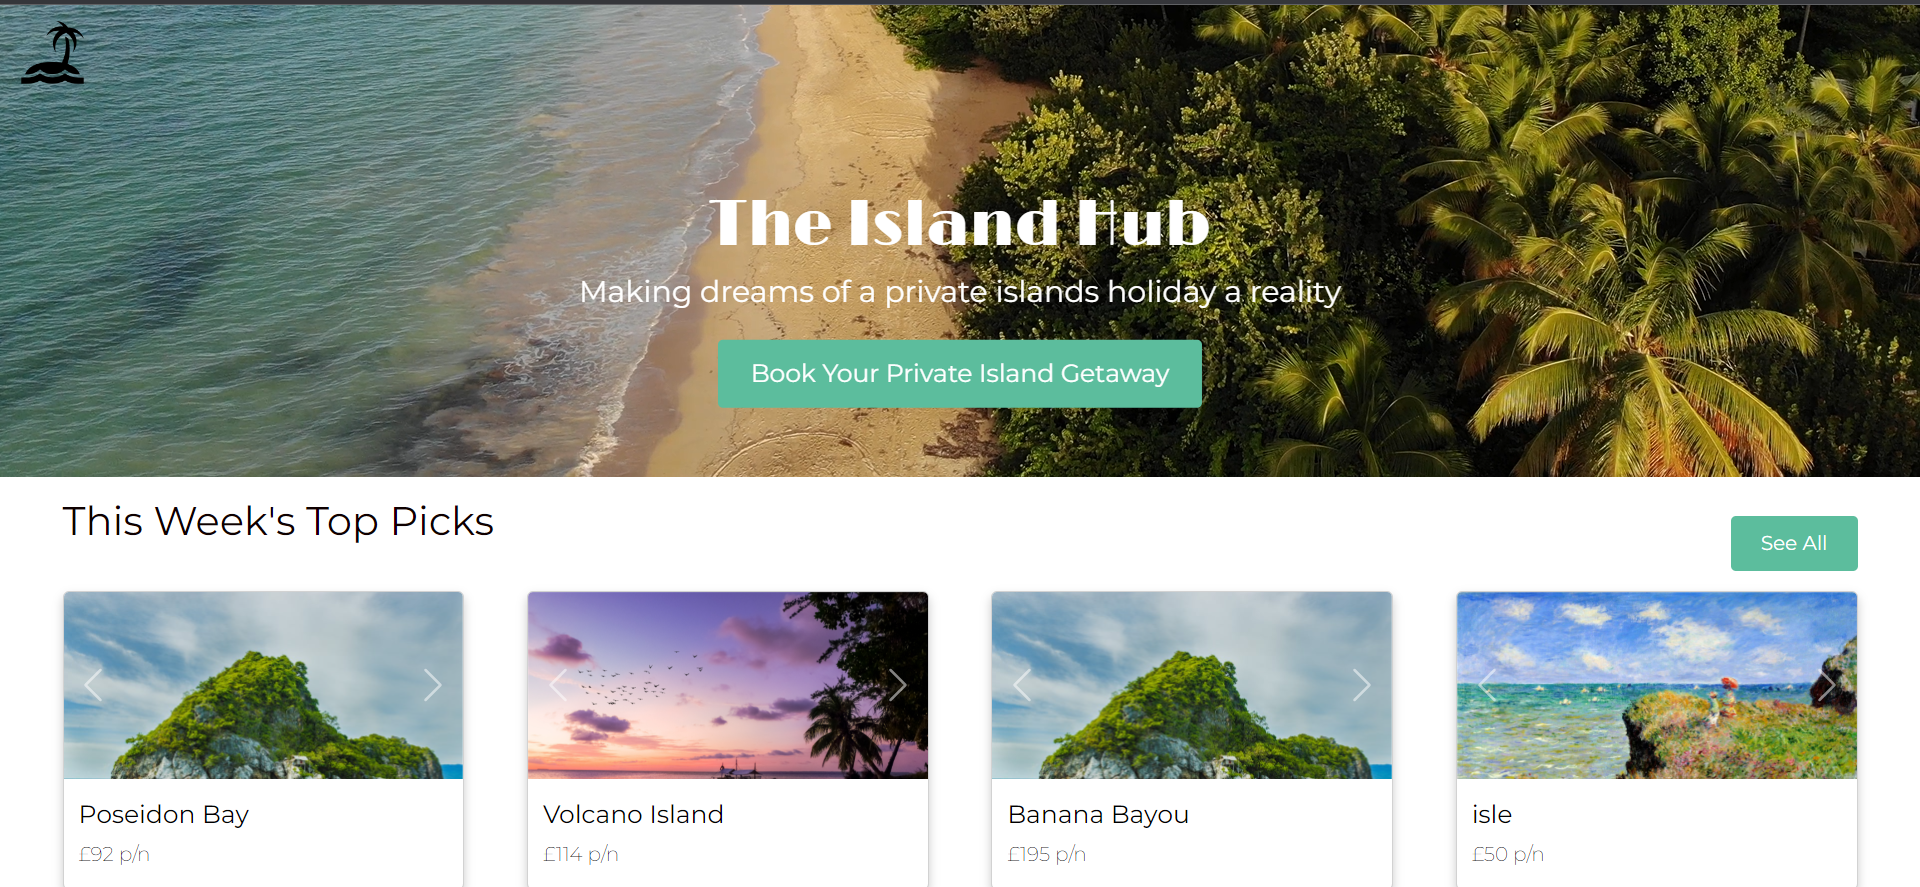 The Island Hub
Making dreams of a private islands holiday a reality
Book Your Private Island Getaway
This Week's Top Picks
See All
Poseidon Bay
£92 p/n
Volcano Island
£114 p/n
Banana Bayou
£195 p/n
isle
£50 p/n